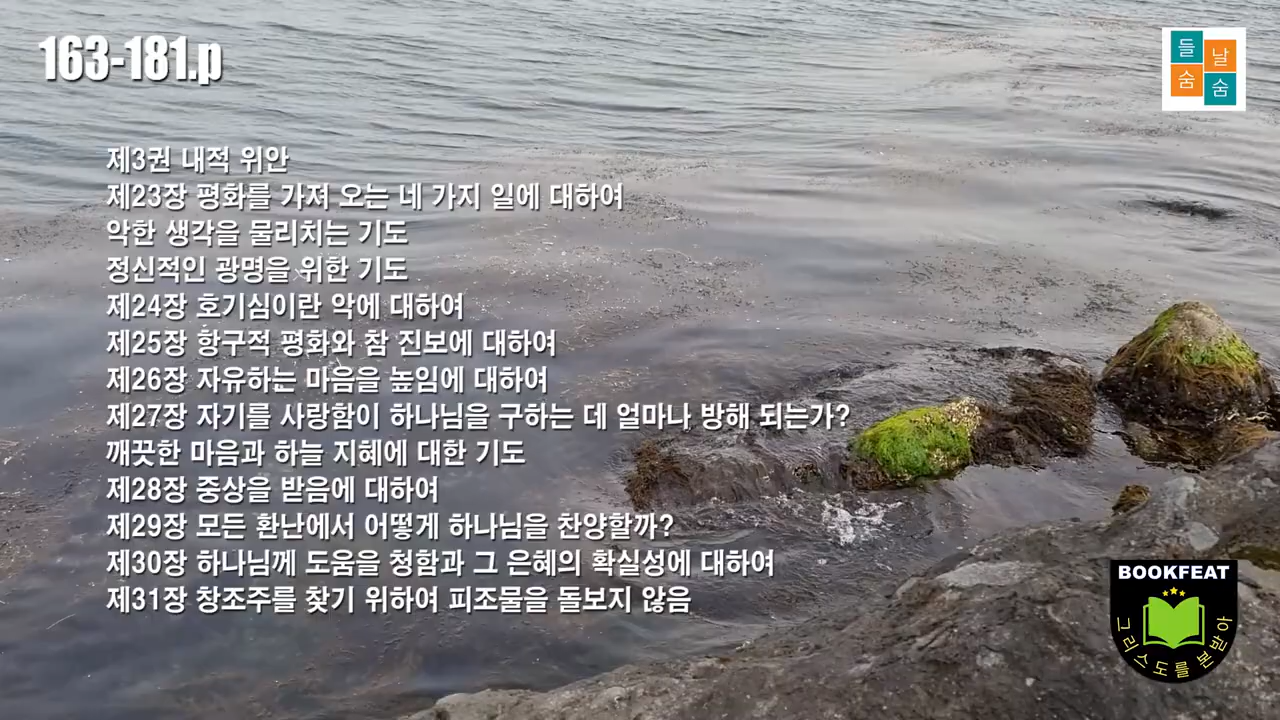 163-181.p
들
날
숨
숨
제3권 내적 위안
제23장 평화를 가져 오는 네 가지 일에 대하여
악한 생각을 물리치는 기도
정신적인 광명을 위한 기도
제24장 호기심이란 악에 대하여
제25장 항구적 평화와 참 진보에 대하여
제26장 자유하는 마음을 높임에 대하여
제27장 자기를 사랑함이 하나님을 구하는 데 얼마나 방해 되는가?
깨끗한 마음과 하늘 지혜에 대한 기도
제28장 중상을 받음에 대하여
제29장 모든 환난에서 어떻게 하나님을 찬양할까?
제30장 하나님께 도움을 청함과 그 은혜의 확실성에 대하여
제31장 창조주를 찾기 위하여 피조물을 돌보지 않음
BOOKFEAT
그리스도를 본받아